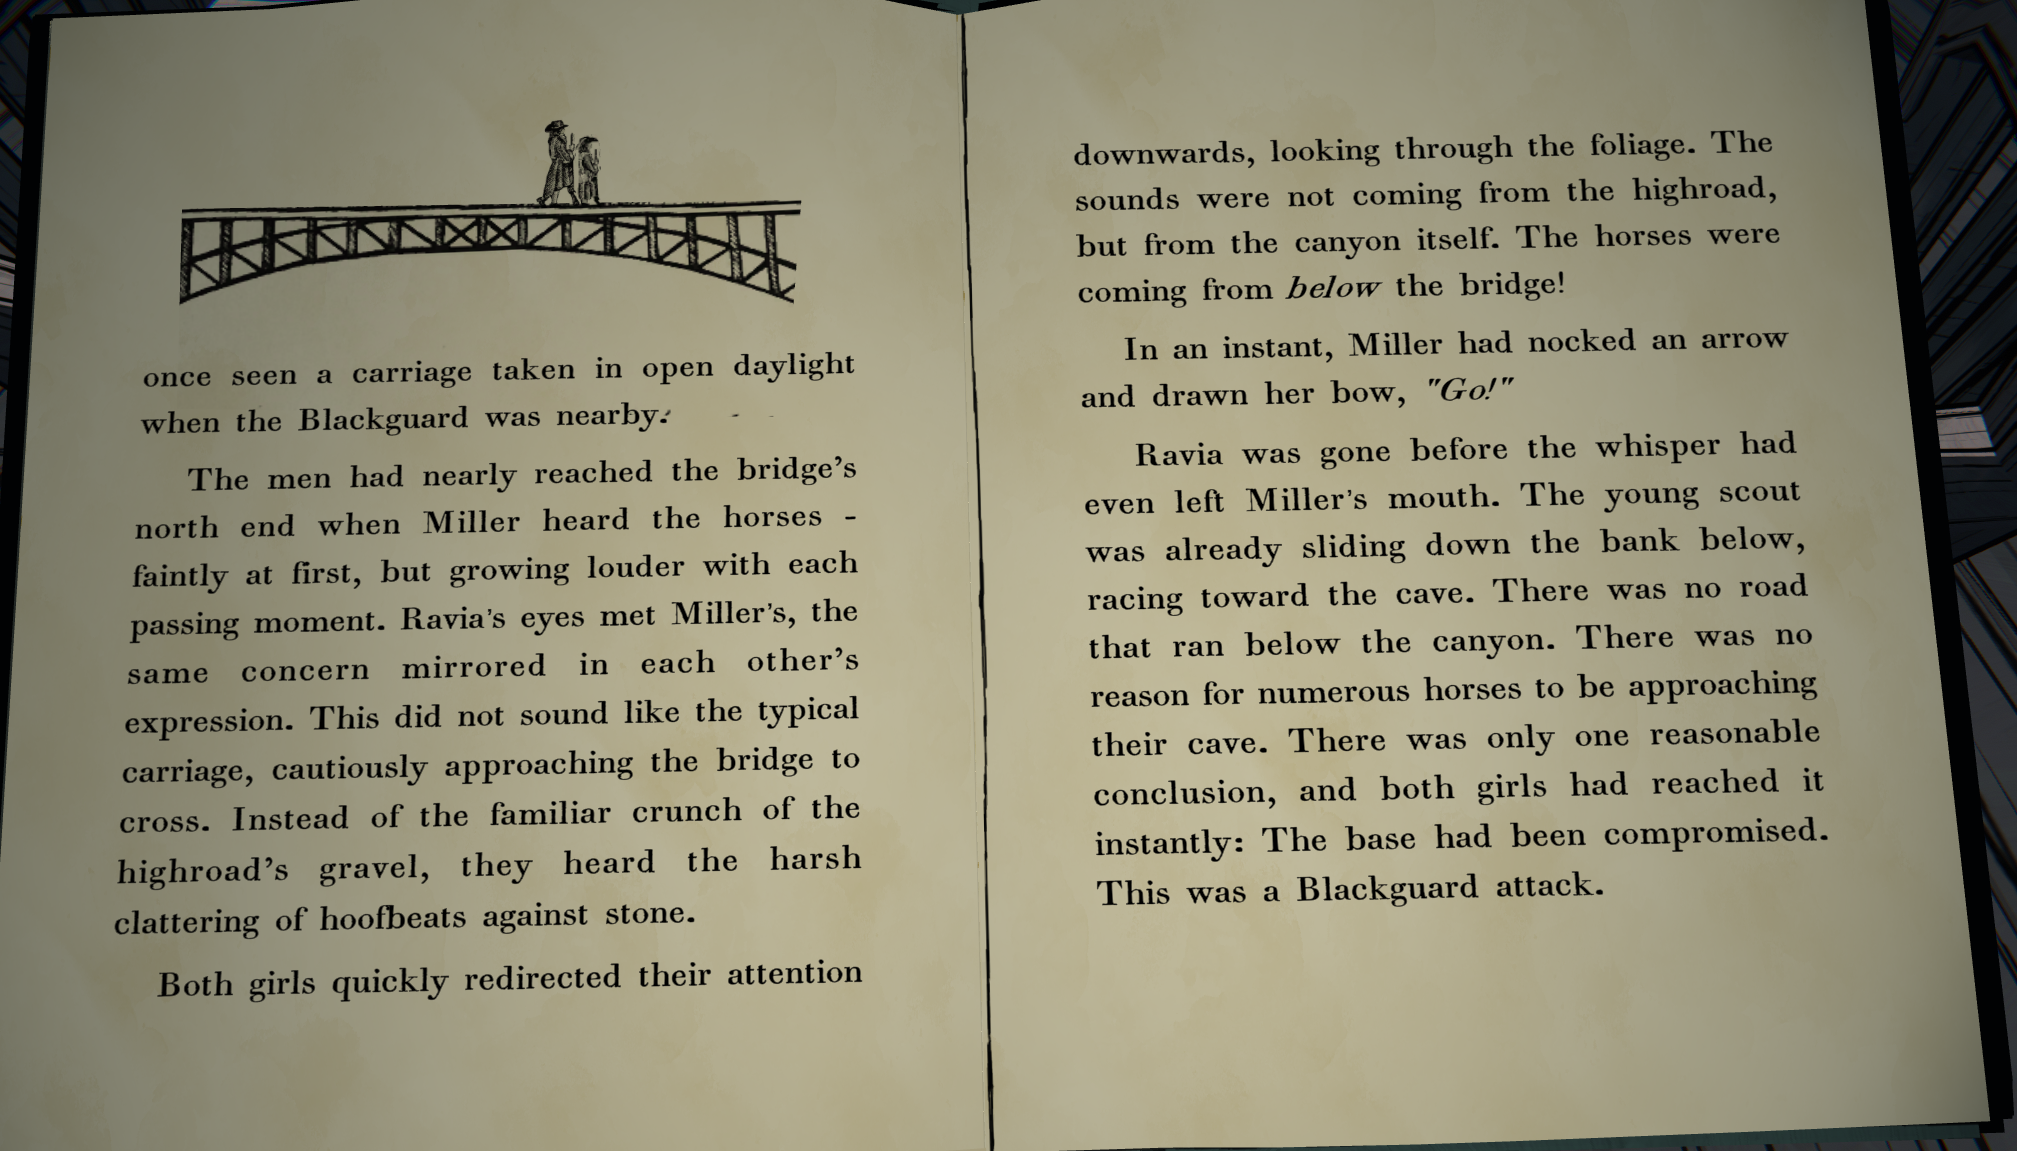 once seen a carriage taken in open daylight
when the Blackguard was nearby.
The men had nearly reached the bridge's
north end when Miller heard the horses -
faintly at first, but growing louder with each
passing moment. Ravia's eyes met Miller's, the
same concern mirrored in each other's
expression. This did not sound like the typical
carriage, cautiously approaching the bridge to
cross. Instead of the familiar crunch of the
highroad's gravel, they heard the harsh
clattering of hoofbeats against stone.
Both girls quickly redirected their attention
downwards, looking through the foliage. The
sounds were not coming from the highroad,
but from the canyon itself. The horses were
coming from below the bridge!
In an instant, Miller had nocked an arrow
and drawn her bow, "Go!"
Ravia was gone before the whisper had
even left Miller's mouth. The young scout
was already sliding down the bank below,
racing toward the cave. There was no road
that ran below the canyon. There was no
reason for numerous horses to be approaching
their cave. There was only one reasonable
conclusion, and both girls had reached it
instantly: The base had been compromised.
This was a Blackguard attack.